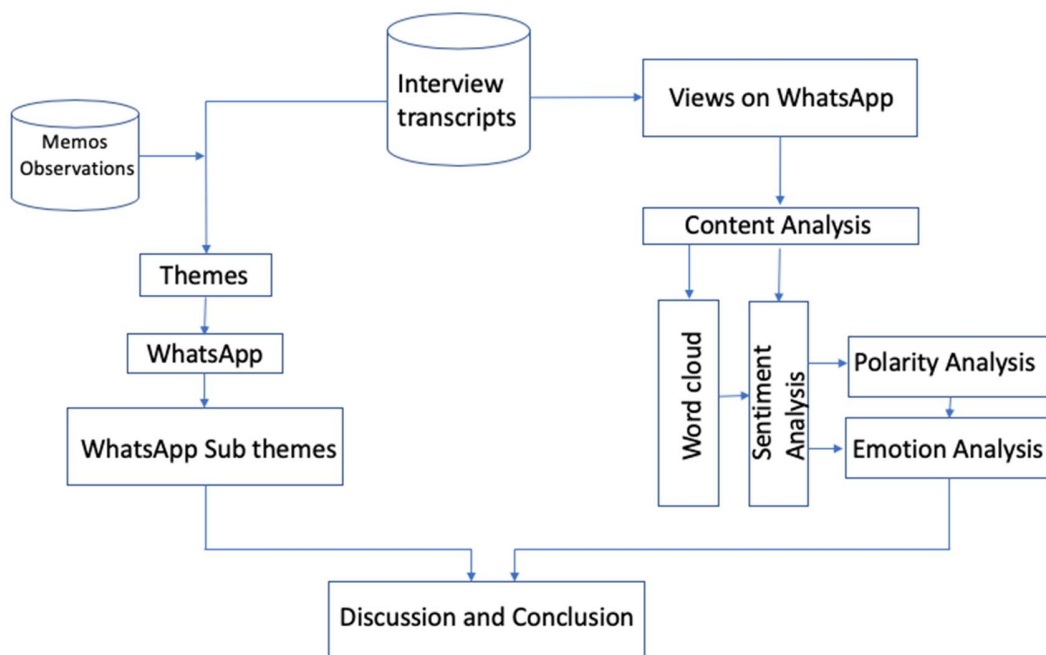 Interview
transcripts
Views on WhatsApp
Memos
Observations
Content Analysis
Themes
WhatsApp
WhatsApp Sub themes
Word cloud
Sentiment
Analysis
Polarity Analysis
Emotion Analysis
Discussion and Conclusion